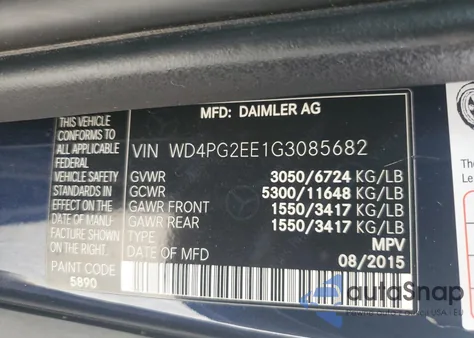 MFD: DAIMLER AG
THIS VEHICLE
CONFORMS TO
ALL APPLICABLE
FEDERAL
VEHICLE SAFETY
STANDARDS IN
EFFECT ON THE
DATE OF MANU-
FACTURE SHOWN
ON THIS LABEL
PAINT CODE
5890
VIN WD4PG2EE1G3085682
GVWR 3050/6724 KG/LB
GCWR 5300/11648 KG/LB
GAWR FRONT 1550/3417 KG/LB
GAWR REAR 1550/3417 KG/LB
TYPE MPV
DATE OF MFD 08/2015
The
Le
autoSnap